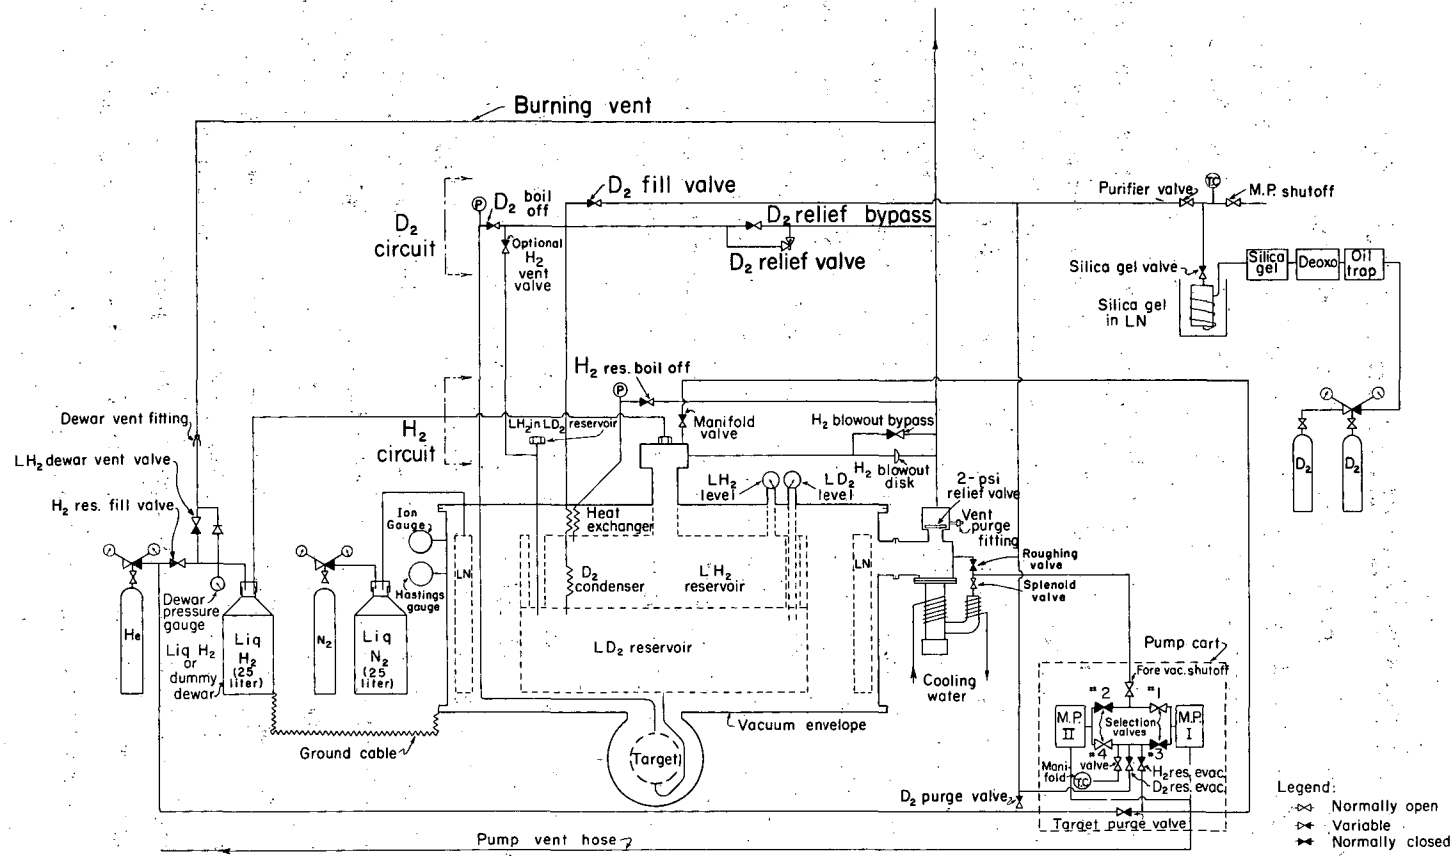 Burning vent
D2 fill valve
Purifier valve
TC
M.P. shutoff
P
D2 boil
off
D2 relief bypass
D2
circuit
Optional
H2
vent
valve
D2 relief valve
Silica gel valve
Silica
gel
Deoxo
Oil
trap
Silica gel
in LN
H2 res. boil off
P
Dewar vent fitting
LH2 in LD2 reservoir
Manifold
valve
H2 blowout bypass
H2
circuit
LH2 dewar vent valve
H2 blowout
disk
D2
D2
LH2
level
LD2
level
2-psi
relief valve
H2 res. fill valve
Ion
Gauge
Heat
exchanger
Vent
purge
fitting
Roughing
valve
LN
D2
condenser
LH2
reservoir
LN
Splenoid
valve
Hastings
gauge
Dewar
pressure
gauge
He
Liq
H2
(25
liter)
N2
Liq
N2
(25
liter)
Liq H2
or
dummy
dewar
LD2 reservoir
Pump cart
Cooling
water
Fore vac. shutoff
#2
#1
Vacuum envelope
M.P.
II
Selection
valves
M.P.
I
Ground cable
Target
#4
#3
Mani-
fold
valve
TC
H2 res. evac.
D2 res. evac.
D2 purge valve
Target purge valve
Legend:
Normally open
Variable
Normally closed
Pump vent hose